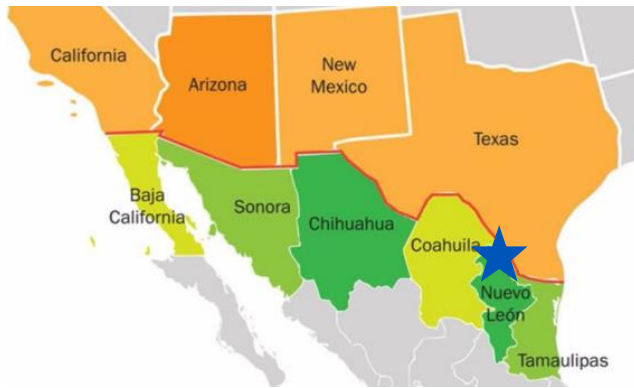 California
Arizona
New
Mexico
Texas
Baja
California
Sonora
Chihuahua
Coahuila
Nuevo
León
Tamaulipas